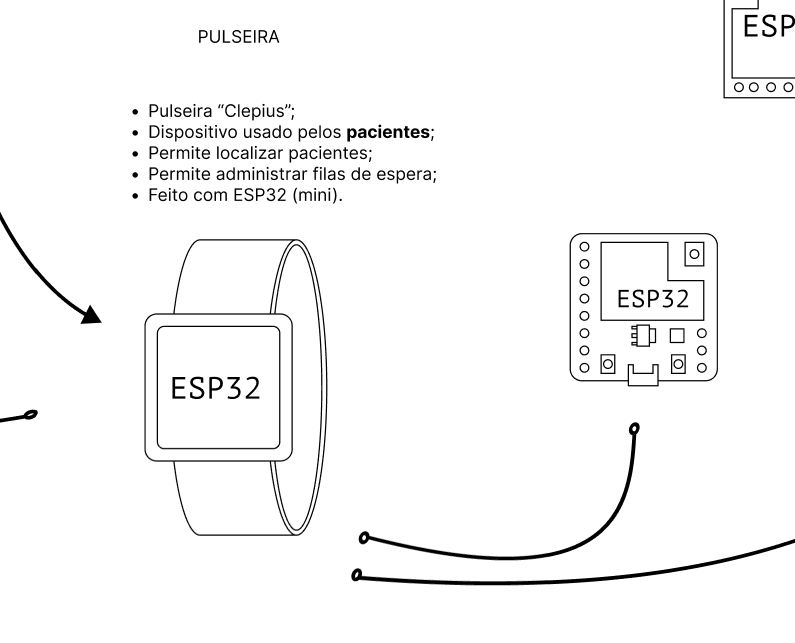 PULSEIRA
ESP
• Pulseira “Clepius”;
• Dispositivo usado pelos pacientes;
• Permite localizar pacientes;
• Permite administrar filas de espera;
• Feito com ESP32 (mini).
ESP32
ESP32